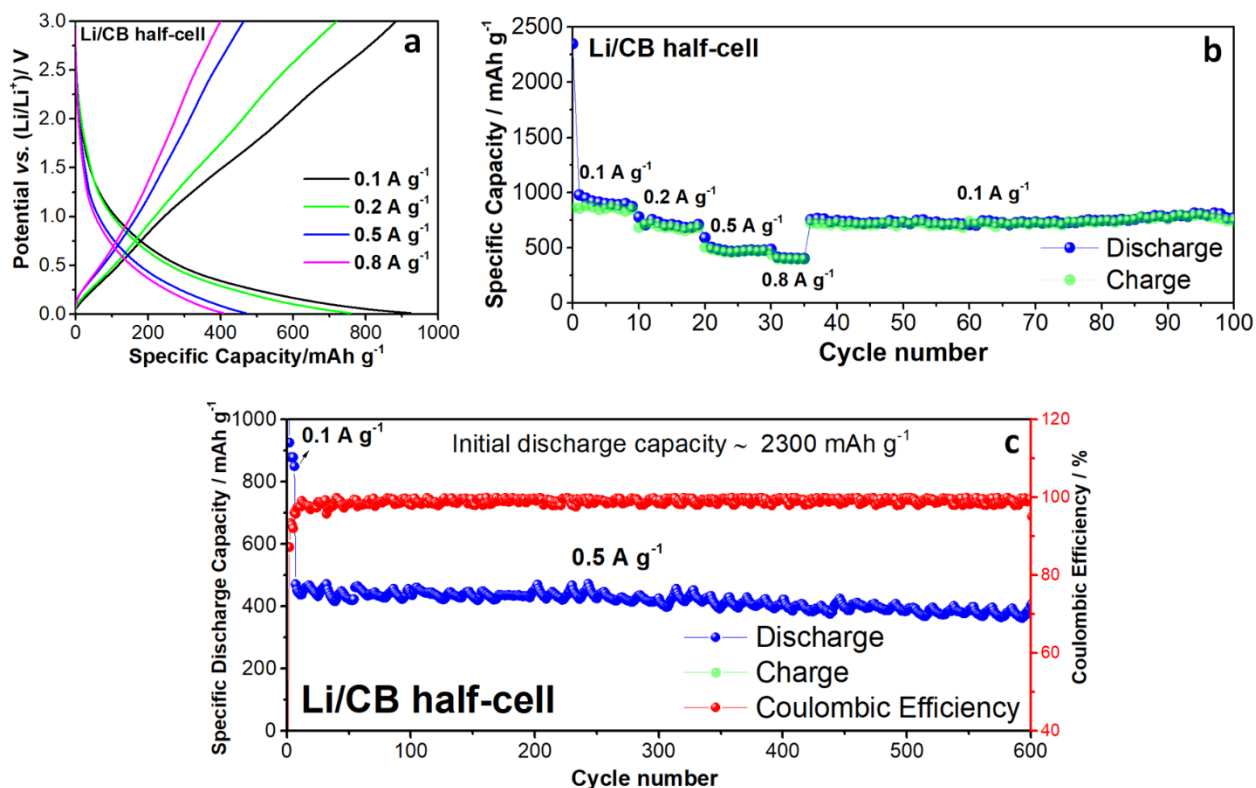 Li/CB half-cell
a
Potential vs. (Li/Li⁺)/ V
3.0
2.5
2.0
1.5
1.0
0.5
0.0
0.1 A g⁻¹
0.2 A g⁻¹
0.5 A g⁻¹
0.8 A g⁻¹
0 200 400 600 800 1000
Specific Capacity/mAh g⁻¹
Li/CB half-cell
b
Specific Capacity / mAh g⁻¹
2500
2000
1500
1000
500
0
0.1 A g⁻¹
0.2 A g⁻¹
0.5 A g⁻¹
0.8 A g⁻¹
0.1 A g⁻¹
Discharge
Charge
0 10 20 30 40 50 60 70 80 90 100
Cycle number
Specific Discharge Capacity / mAh g⁻¹
1000
800
600
400
200
0
0.1 A g⁻¹
Initial discharge capacity ~ 2300 mAh g⁻¹
c
0.5 A g⁻¹
Discharge
Charge
Coulombic Efficiency
Li/CB half-cell
120
100
80
60
40
Coulombic Efficiency / %
0 100 200 300 400 500 600
Cycle number